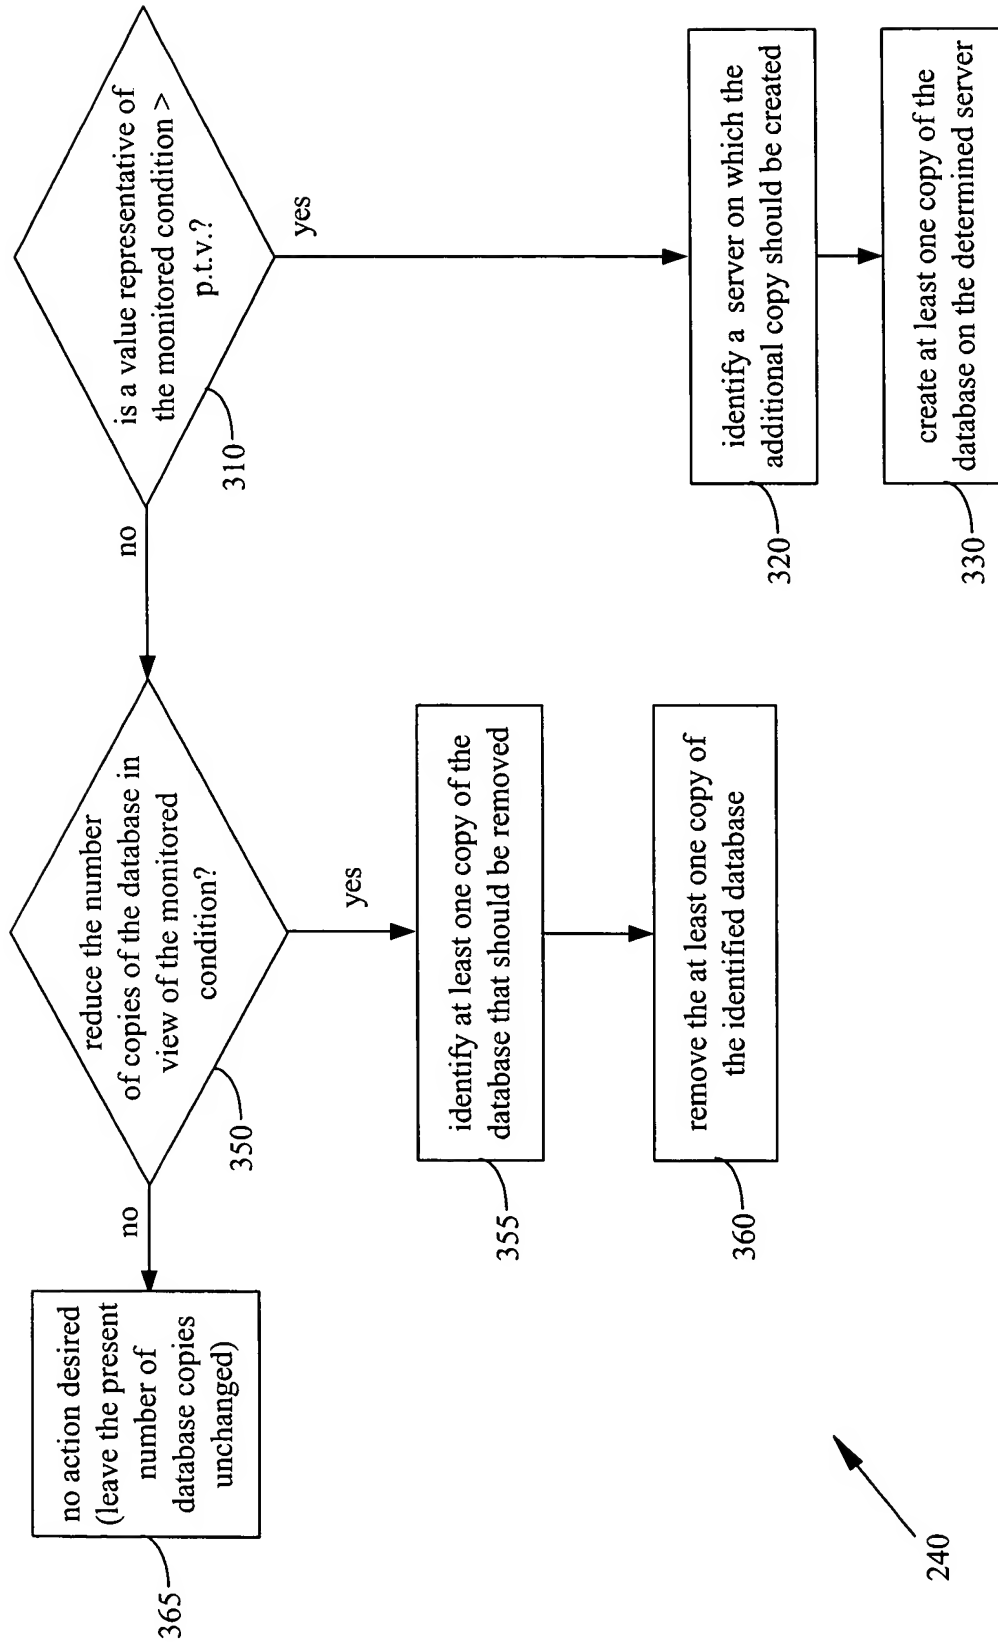 is a value representative of
the monitored condition >
p.t.v.?
310
yes
no
identify a server on which the
additional copy should be created
320
create at least one copy of the
database on the determined server
330
reduce the number
of copies of the database in
view of the monitored
condition?
350
yes
no
identify at least one copy of the
database that should be removed
355
remove the at least one copy of
the identified database
360
no action desired
(leave the present
number of
database copies
unchanged)
365
240